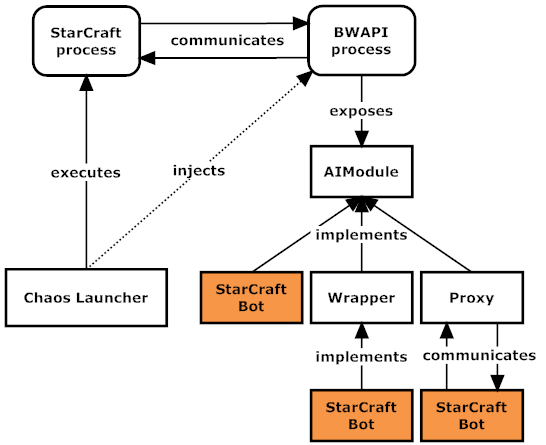 StarCraft
process
communicates
BWAPI
process
exposes
executes
injects
AIModule
implements
Chaos Launcher
StarCraft
Bot
Wrapper
Proxy
implements
communicates
StarCraft
Bot
StarCraft
Bot